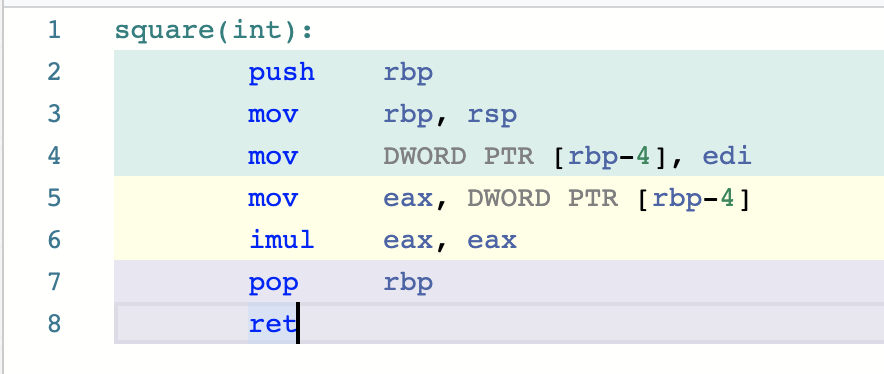 1 square(int):
2 push rbp
3 mov rbp, rsp
4 mov DWORD PTR [rbp-4], edi
5 mov eax, DWORD PTR [rbp-4]
6 imul eax, eax
7 pop rbp
8 ret